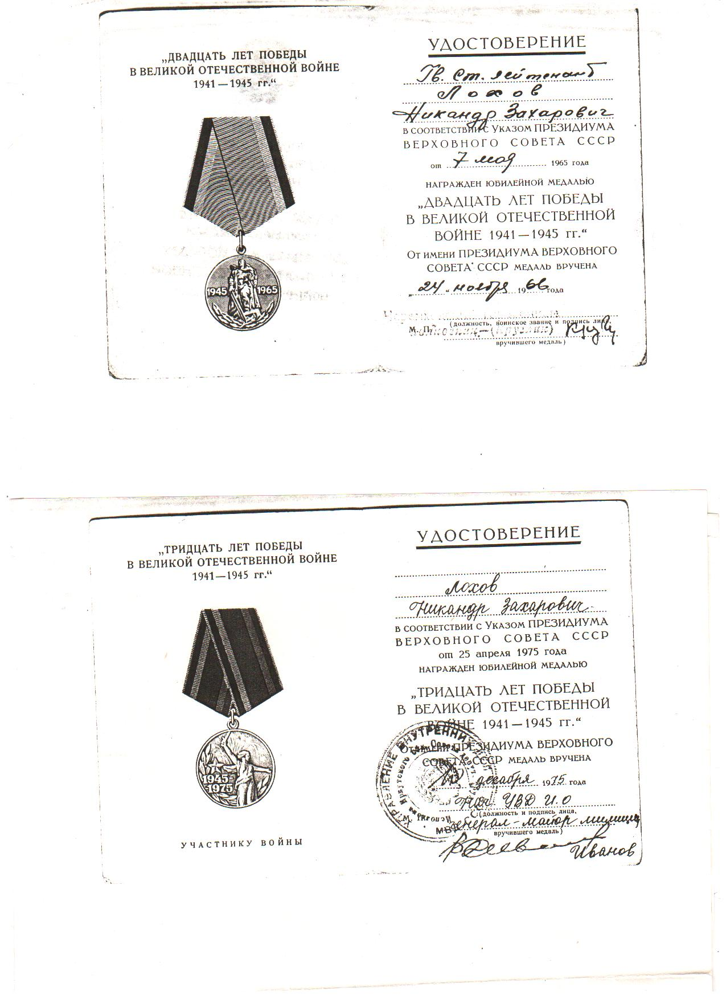 „ДВАДЦАТЬ ЛЕТ ПОБЕДЫ
В ВЕЛИКОЙ ОТЕЧЕСТВЕННОЙ ВОЙНЕ
1941—1945 гг.“
1945 1965
УДОСТОВЕРЕНИЕ
Гв. Ст. лейтенант
Лохов
Никандр Захарович
В СООТВЕТСТВИИ С УКАЗОМ ПРЕЗИДИУМА
ВЕРХОВНОГО СОВЕТА СССР
от 7 мая 1965 года
НАГРАЖДЕН ЮБИЛЕЙНОЙ МЕДАЛЬЮ
„ДВАДЦАТЬ ЛЕТ ПОБЕДЫ
В ВЕЛИКОЙ ОТЕЧЕСТВЕННОЙ
ВОЙНЕ 1941—1945 гг.“
ОТ ИМЕНИ ПРЕЗИДИУМА ВЕРХОВНОГО
СОВЕТА СССР МЕДАЛЬ ВРУЧЕНА
„24“ ноября 1966 года
(должность, воинское звание и подпись лица,
М. П.
вручившего медаль)
„ТРИДЦАТЬ ЛЕТ ПОБЕДЫ
В ВЕЛИКОЙ ОТЕЧЕСТВЕННОЙ ВОЙНЕ
1941—1945 гг.“
1945
1975
УЧАСТНИКУ ВОЙНЫ
УДОСТОВЕРЕНИЕ
Лохов
Никандр Захарович
В СООТВЕТСТВИИ С УКАЗОМ ПРЕЗИДИУМА
ВЕРХОВНОГО СОВЕТА СССР
от 25 апреля 1975 года
НАГРАЖДЕН ЮБИЛЕЙНОЙ МЕДАЛЬЮ
„ТРИДЦАТЬ ЛЕТ ПОБЕДЫ
В ВЕЛИКОЙ ОТЕЧЕСТВЕННОЙ
ВОЙНЕ 1941—1945 гг.“
ОТ ИМЕНИ ПРЕЗИДИУМА ВЕРХОВНОГО
СОВЕТА СССР МЕДАЛЬ ВРУЧЕНА
декабря 1975 года
Нач УВД И.О
(должность и подпись лица,
генерал-майор милиции
вручившего медаль)
Иванов
УПРАВЛЕНИЕ ВНУТРЕННИ
МВД